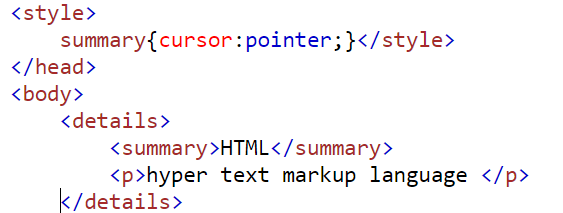 <style>
summary{cursor:pointer;}</style>
</head>
<body>
<details>
<summary>HTML</summary>
<p>hyper text markup language </p>
</details>